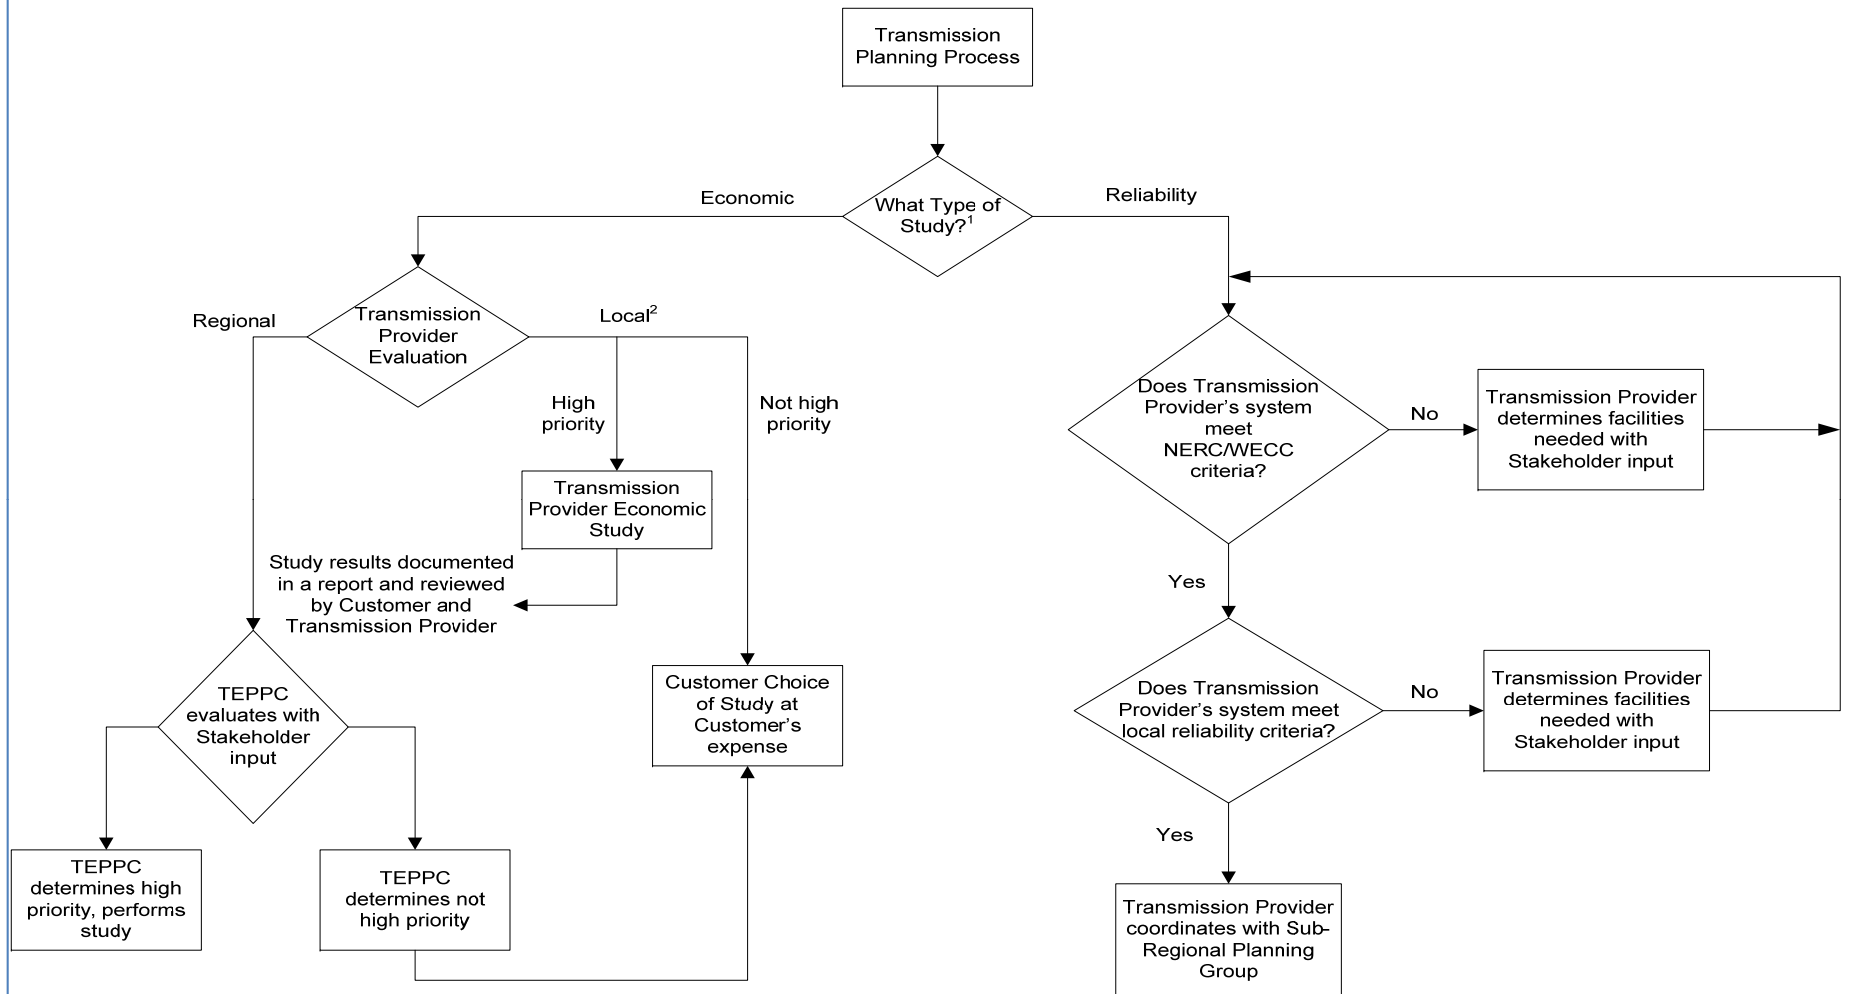 Transmission
Planning Process
What Type of
Study?1
Economic
Reliability
Transmission
Provider
Evaluation
Regional
Local2
High
priority
Not high
priority
Transmission
Provider Economic
Study
Study results documented
in a report and reviewed
by Customer and
Transmission Provider
TEPPC
evaluates with
Stakeholder
input
Customer Choice
of Study at
Customer's
expense
TEPPC
determines high
priority, performs
study
TEPPC
determines not
high priority
Does Transmission
Provider's system
meet
NERC/WECC
criteria?
No
Transmission Provider
determines facilities
needed with
Stakeholder input
Yes
Does Transmission
Provider's system meet
local reliability criteria?
No
Transmission Provider
determines facilities
needed with
Stakeholder input
Yes
Transmission Provider
coordinates with Sub-
Regional Planning
Group